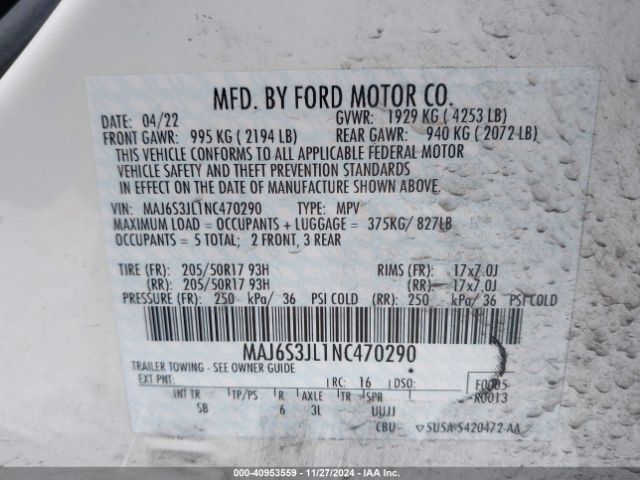 MFD. BY FORD MOTOR CO.
DATE: 04/22 GVWR: 1929 KG ( 4253 LB)
FRONT GAWR: 995 KG ( 2194 LB) REAR GAWR: 940 KG ( 2072 LB)
THIS VEHICLE CONFORMS TO ALL APPLICABLE FEDERAL MOTOR
VEHICLE SAFETY AND THEFT PREVENTION STANDARDS
IN EFFECT ON THE DATE OF MANUFACTURE SHOWN ABOVE.
VIN: MAJ6S3JL1NC470290 TYPE: MPV
MAXIMUM LOAD = OCCUPANTS + LUGGAGE = 375KG/ 827LB
OCCUPANTS = 5 TOTAL; 2 FRONT, 3 REAR
TIRE (FR): 205/50R17 93H RIMS (FR): 17x7.0J
(RR): 205/50R17 93H (RR): 17x7.0J
PRESSURE (FR): 250 kPa/ 36 PSI COLD (RR): 250 kPa/ 36 PSI COLD
MAJ6S3JL1NC470290
TRAILER TOWING - SEE OWNER GUIDE
EXT PNT: RC: 16 DSO: F0005
R0013
INT TR TP/PS R AXLE TR SPR
SB 6 3L UUJJ
CBU 5U5A-5420472-AA
000-40953559 — 11/27/2024 — IAA Inc.